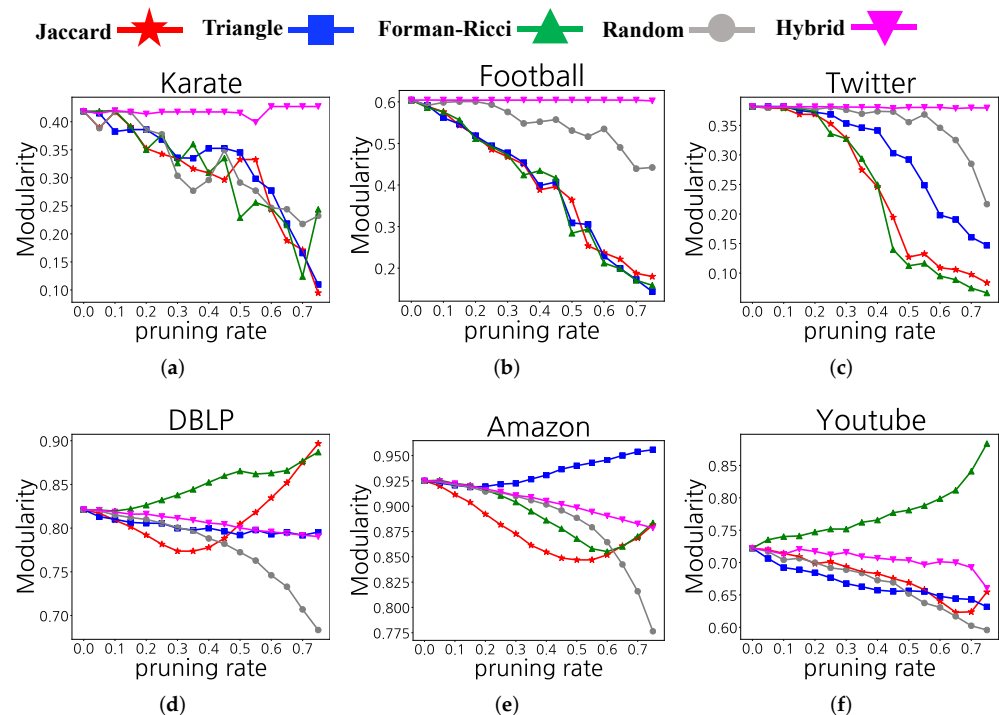 Jaccard Triangle Forman-Ricci Random Hybrid
Karate
Modularity
0.40
0.35
0.30
0.25
0.20
0.15
0.10
0.0 0.1 0.2 0.3 0.4 0.5 0.6 0.7
pruning rate
(a)
Football
Modularity
0.6
0.5
0.4
0.3
0.2
0.0 0.1 0.2 0.3 0.4 0.5 0.6 0.7
pruning rate
(b)
Twitter
Modularity
0.35
0.30
0.25
0.20
0.15
0.10
0.0 0.1 0.2 0.3 0.4 0.5 0.6 0.7
pruning rate
(c)
DBLP
Modularity
0.90
0.85
0.80
0.75
0.70
0.0 0.1 0.2 0.3 0.4 0.5 0.6 0.7
pruning rate
(d)
Amazon
Modularity
0.950
0.925
0.900
0.875
0.850
0.825
0.800
0.775
0.0 0.1 0.2 0.3 0.4 0.5 0.6 0.7
pruning rate
(e)
Youtube
Modularity
0.85
0.80
0.75
0.70
0.65
0.60
0.0 0.1 0.2 0.3 0.4 0.5 0.6 0.7
pruning rate
(f)